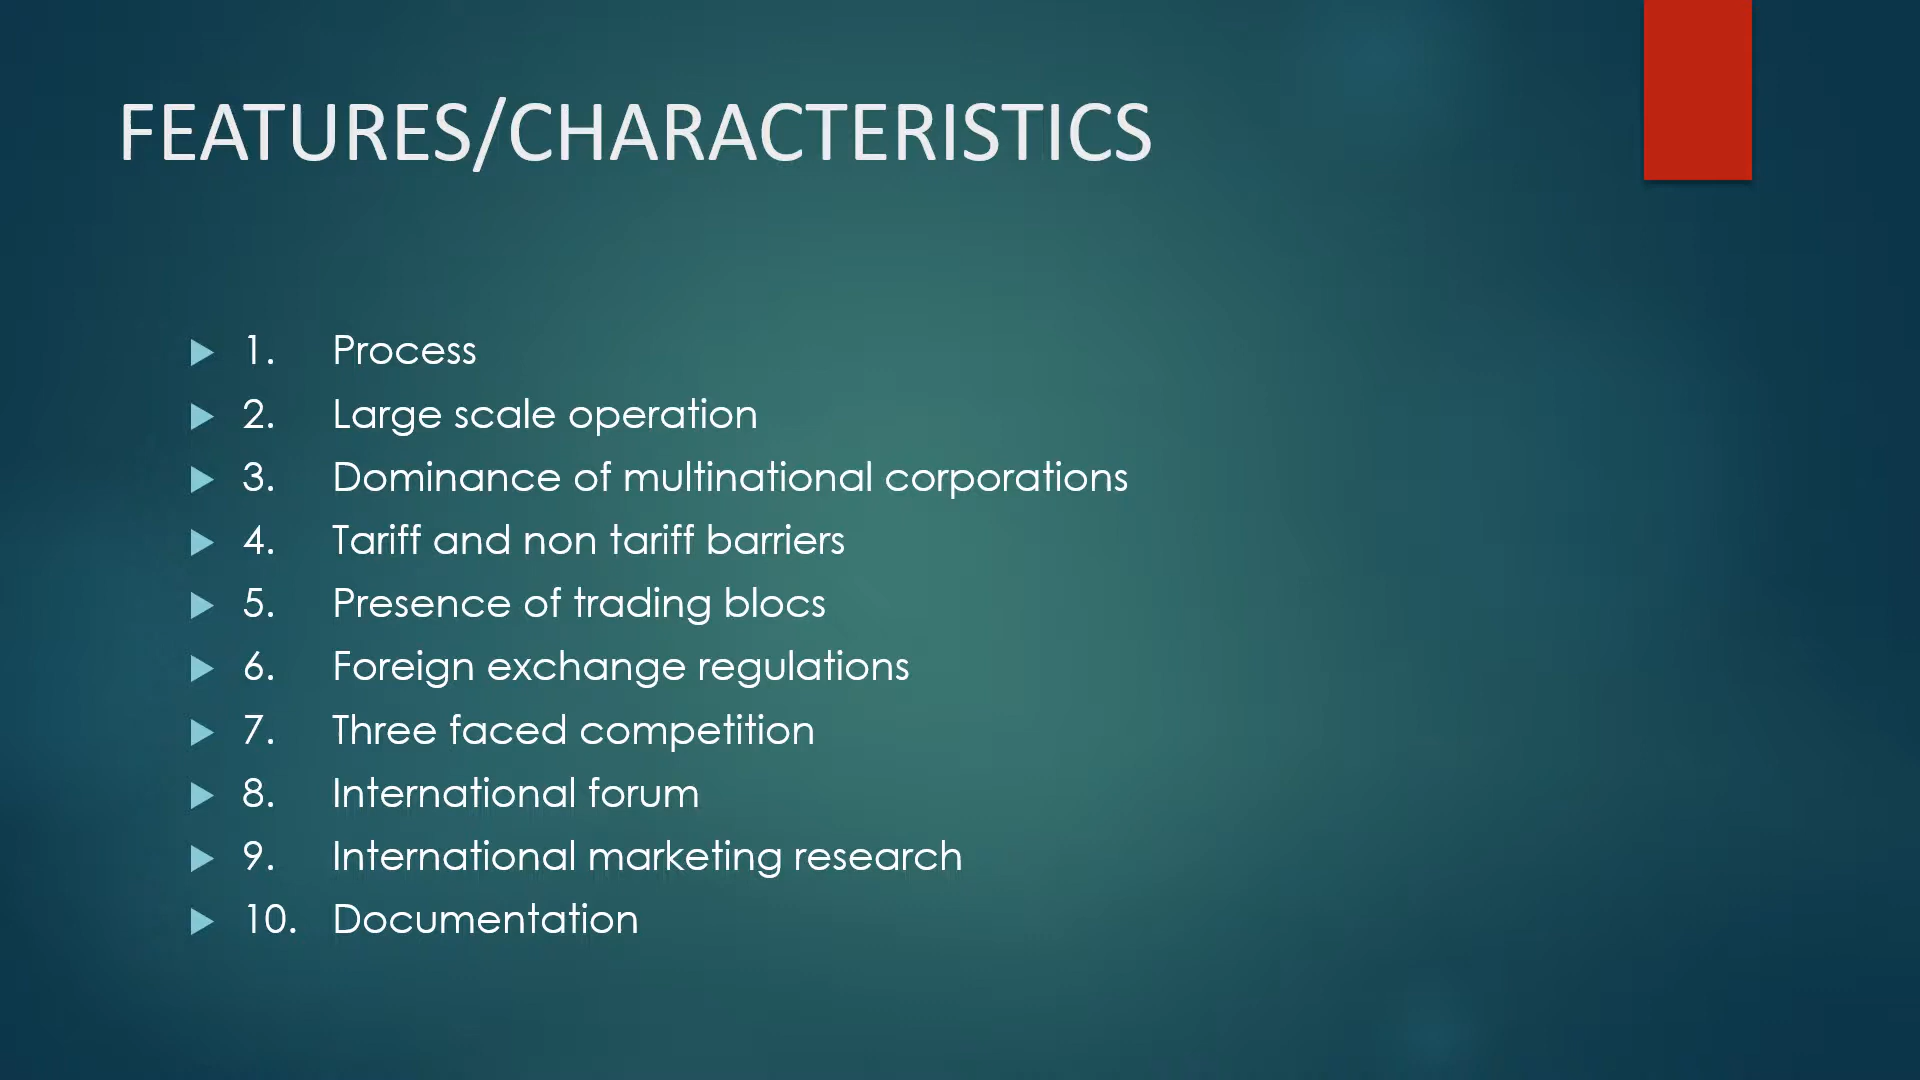 FEATURES/CHARACTERISTICS
1. Process
2. Large scale operation
3. Dominance of multinational corporations
4. Tariff and non tariff barriers
5. Presence of trading blocs
6. Foreign exchange regulations
7. Three faced competition
8. International forum
9. International marketing research
10. Documentation